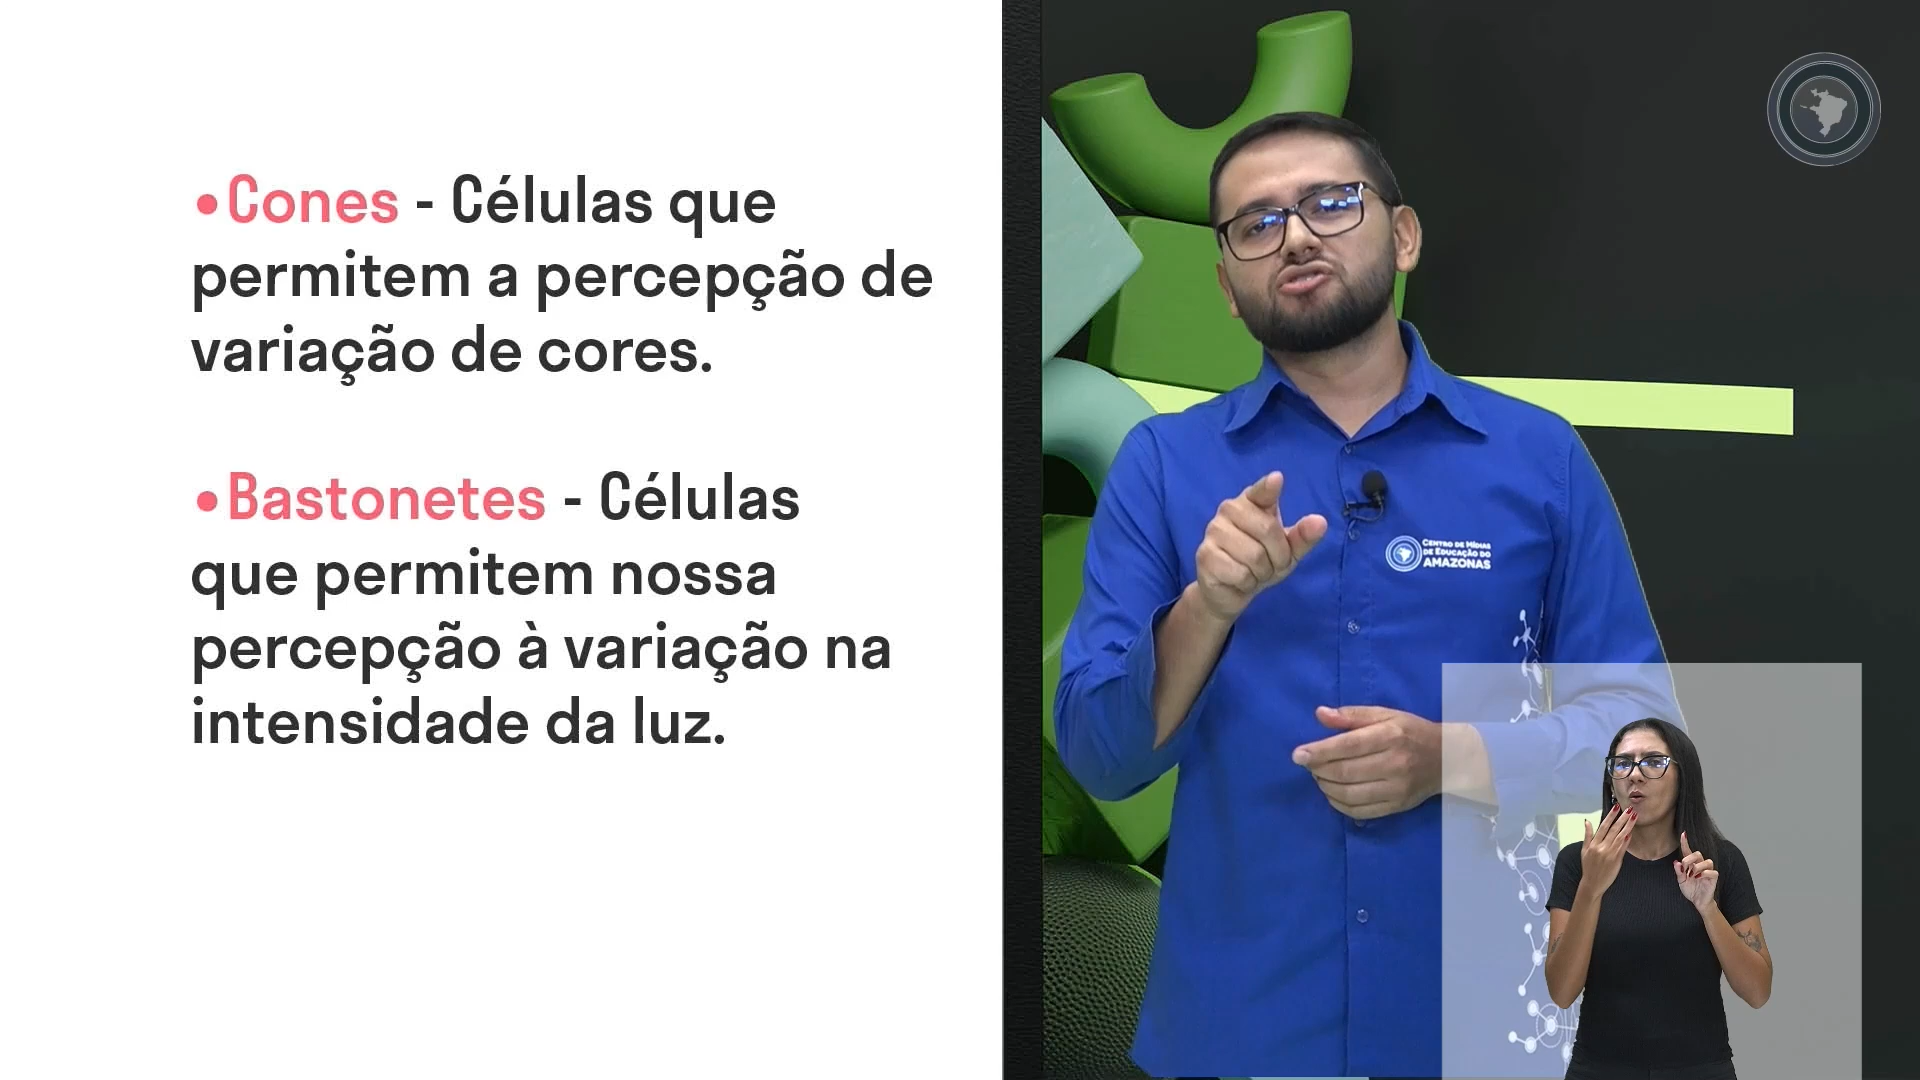 •Cones - Células que
permitem a percepção de
variação de cores.
•Bastonetes - Células
que permitem nossa
percepção à variação na
intensidade da luz.
CENTRO DE MÍDIAS
DE EDUCAÇÃO DO
AMAZONAS